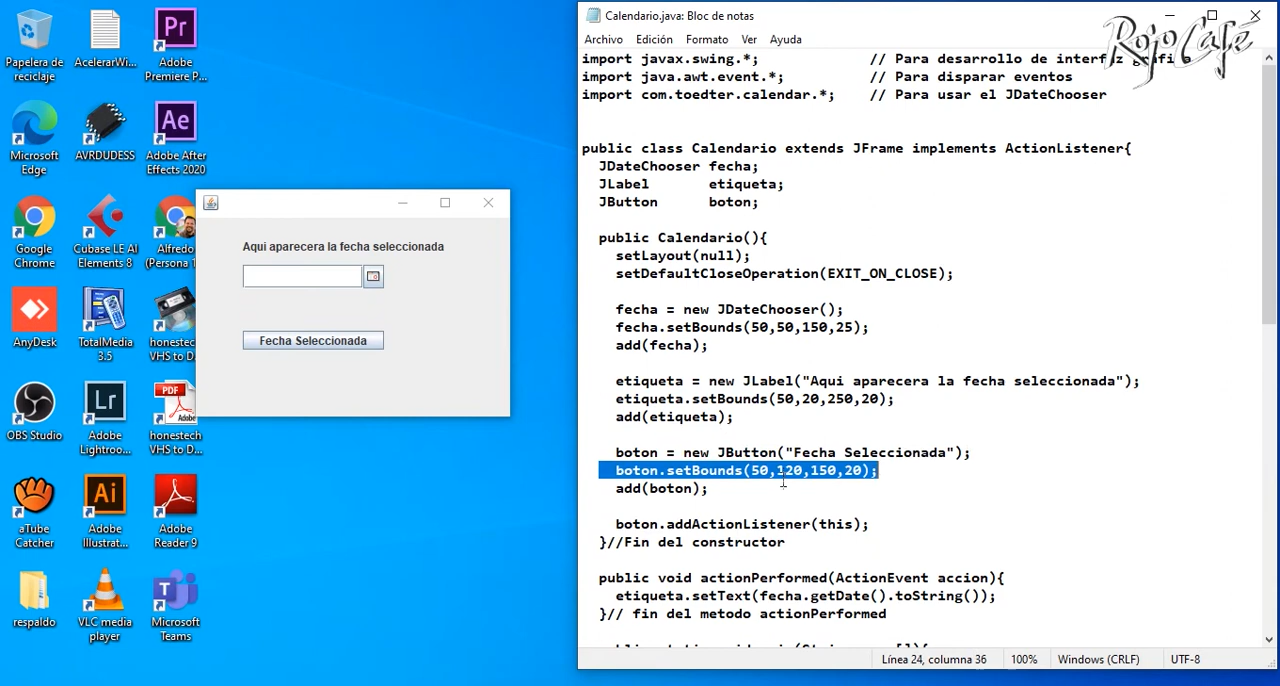 Papelera de
reciclaje
AcelerarWi...
Pr
Adobe
Premiere P...
Microsoft
Edge
AVRDUDESS
Ae
Adobe After
Effects 2020
Google
Chrome
Cubase LE AI
Elements 8
Alfredo
(Persona 1...
AnyDesk
TotalMedia
3.5
honestech
VHS to D...
OBS Studio
Lr
Adobe
Lightroo...
PDF
Adobe
honestech
VHS to D...
aTube
Catcher
Ai
Adobe
Illustrat...
Adobe
Reader 9
respaldo
VLC media
player
Microsoft
Teams
Aqui aparecera la fecha seleccionada
Fecha Seleccionada
Calendario.java: Bloc de notas
RojoCafé
Archivo Edición Formato Ver Ayuda
import javax.swing.*; // Para desarrollo de interfaz grafica
import java.awt.event.*; // Para disparar eventos
import com.toedter.calendar.*; // Para usar el JDateChooser
public class Calendario extends JFrame implements ActionListener{
JDateChooser fecha;
JLabel etiqueta;
JButton boton;
public Calendario(){
setLayout(null);
setDefaultCloseOperation(EXIT_ON_CLOSE);
fecha = new JDateChooser();
fecha.setBounds(50,50,150,25);
add(fecha);
etiqueta = new JLabel("Aqui aparecera la fecha seleccionada");
etiqueta.setBounds(50,20,250,20);
add(etiqueta);
boton = new JButton("Fecha Seleccionada");
boton.setBounds(50,120,150,20);
add(boton);
boton.addActionListener(this);
}//Fin del constructor
public void actionPerformed(ActionEvent accion){
etiqueta.setText(fecha.getDate().toString());
}// fin del metodo actionPerformed
Línea 24, columna 36 100% Windows (CRLF) UTF-8